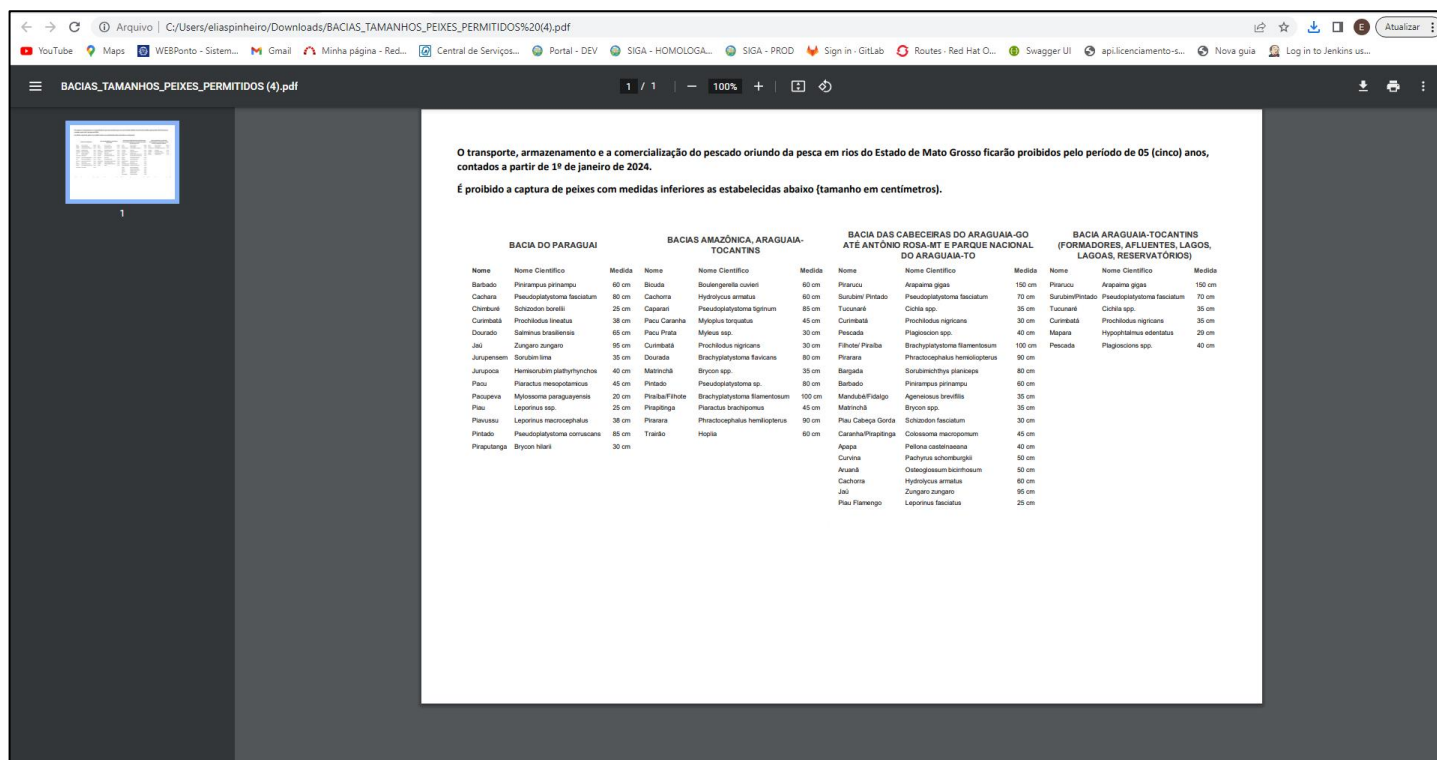 Arquivo | C:/Users/eliaspinheiro/Downloads/BACIAS_TAMANHOS_PEIXES_PERMITIDOS%20(4).pdf
E
Atualizar
YouTube Maps WEBPonto - Sistem... Gmail Minha página - Red... Central de Serviços... Portal - DEV SIGA - HOMOLOGA... SIGA - PROD Sign in · GitLab Routes · Red Hat O... Swagger UI api.licenciamento-s... Nova guia Log in to Jenkins us...
BACIAS_TAMANHOS_PEIXES_PERMITIDOS (4).pdf
1 / 1 | − 100% +
1
O transporte, armazenamento e a comercialização do pescado oriundo da pesca em rios do Estado de Mato Grosso ficarão proibidos pelo período de 05 (cinco) anos,
contados a partir de 1º de janeiro de 2024.
É proibido a captura de peixes com medidas inferiores as estabelecidas abaixo (tamanho em centímetros).
BACIA DO PARAGUAI
Nome Nome Científico Medida
Barbado Pinirampus pirinampu 60 cm
Cachara Pseudoplatystoma fasciatum 80 cm
Chimburé Schizodon borellii 25 cm
Curimbatá Prochilodus lineatus 38 cm
Dourado Salminus brasiliensis 65 cm
Jaú Zungaro zungaro 95 cm
Jurupensem Sorubim lima 35 cm
Jurupoca Hemisorubim plathyrhynchos 40 cm
Pacu Piaractus mesopotamicus 45 cm
Pacupeva Mylossoma paraguayensis 20 cm
Piau Leporinus ssp. 25 cm
Piavussu Leporinus macrocephalus 38 cm
Pintado Pseudoplatystoma corruscans 85 cm
Piraputanga Brycon hilarii 30 cm
BACIAS AMAZÔNICA, ARAGUAIA-
TOCANTINS
Nome Nome Científico Medida
Bicuda Boulengerella cuvieri 60 cm
Cachorra Hydrolycus armatus 60 cm
Caparari Pseudoplatystoma tigrinum 85 cm
Pacu Caranha Myloplus torquatus 45 cm
Pacu Prata Myleus ssp. 30 cm
Curimbatá Prochilodus nigricans 30 cm
Dourada Brachyplatystoma flavicans 80 cm
Matrinchã Brycon spp. 35 cm
Pintado Pseudoplatystoma sp. 80 cm
Piraíba/Filhote Brachyplatystoma filamentosum 100 cm
Pirapitinga Piaractus brachipomus 45 cm
Pirarara Phractocephalus hemiliopterus 90 cm
Trairão Hoplia 60 cm
BACIA DAS CABECEIRAS DO ARAGUAIA-GO
ATÉ ANTÔNIO ROSA-MT E PARQUE NACIONAL
DO ARAGUAIA-TO
Nome Nome Científico Medida
Pirarucu Arapaima gigas 150 cm
Surubim/ Pintado Pseudoplatystoma fasciatum 70 cm
Tucunaré Cichla spp. 35 cm
Curimbatá Prochilodus nigricans 30 cm
Pescada Plagioscion spp. 40 cm
Filhote/ Piraíba Brachyplatystoma filamentosum 100 cm
Pirarara Phractocephalus hemioliopterus 90 cm
Bargada Sorubimichthys planiceps 80 cm
Barbado Pinirampus pirinampu 60 cm
Mandubé/Fidalgo Ageneiosus brevifilis 35 cm
Matrinchã Brycon spp. 35 cm
Piau Cabeça Gorda Schizodon fasciatum 30 cm
Caranha/Pirapitinga Colossoma macropomum 45 cm
Apapa Pellona castelnaeana 40 cm
Curvina Pachyrus schomburgkii 50 cm
Aruanã Osteoglossum bicirrhosum 50 cm
Cachorra Hydrolycus armatus 60 cm
Jaú Zungaro zungaro 95 cm
Piau Flamengo Leporinus fasciatus 25 cm
BACIA ARAGUAIA-TOCANTINS
(FORMADORES, AFLUENTES, LAGOS,
LAGOAS, RESERVATÓRIOS)
Nome Nome Científico Medida
Pirarucu Arapaima gigas 150 cm
Surubim/Pintado Pseudoplatystoma fasciatum 70 cm
Tucunaré Cichila spp. 35 cm
Curimbatá Prochilodus nigricans 35 cm
Mapara Hypophtalmus edentatus 29 cm
Pescada Plagioscions spp. 40 cm